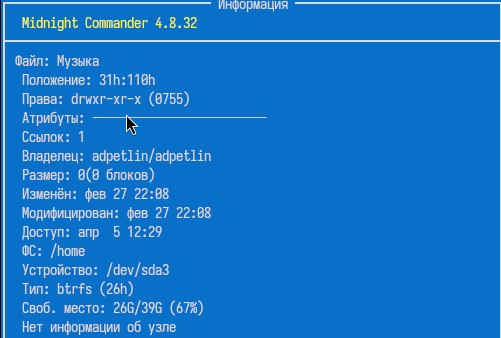 Информация
Midnight Commander 4.8.32
Файл: Музыка
Положение: 31h:110h
Права: drwxr-xr-x (0755)
Атрибуты: ──────────────────────
Ссылок: 1
Владелец: adpetlin/adpetlin
Размер: 0(0 блоков)
Изменён: фев 27 22:08
Модифицирован: фев 27 22:08
Доступ: апр  5 12:29
ФС: /home
Устройство: /dev/sda3
Тип: btrfs (26h)
Своб. место: 26G/39G (67%)
Нет информации об узле